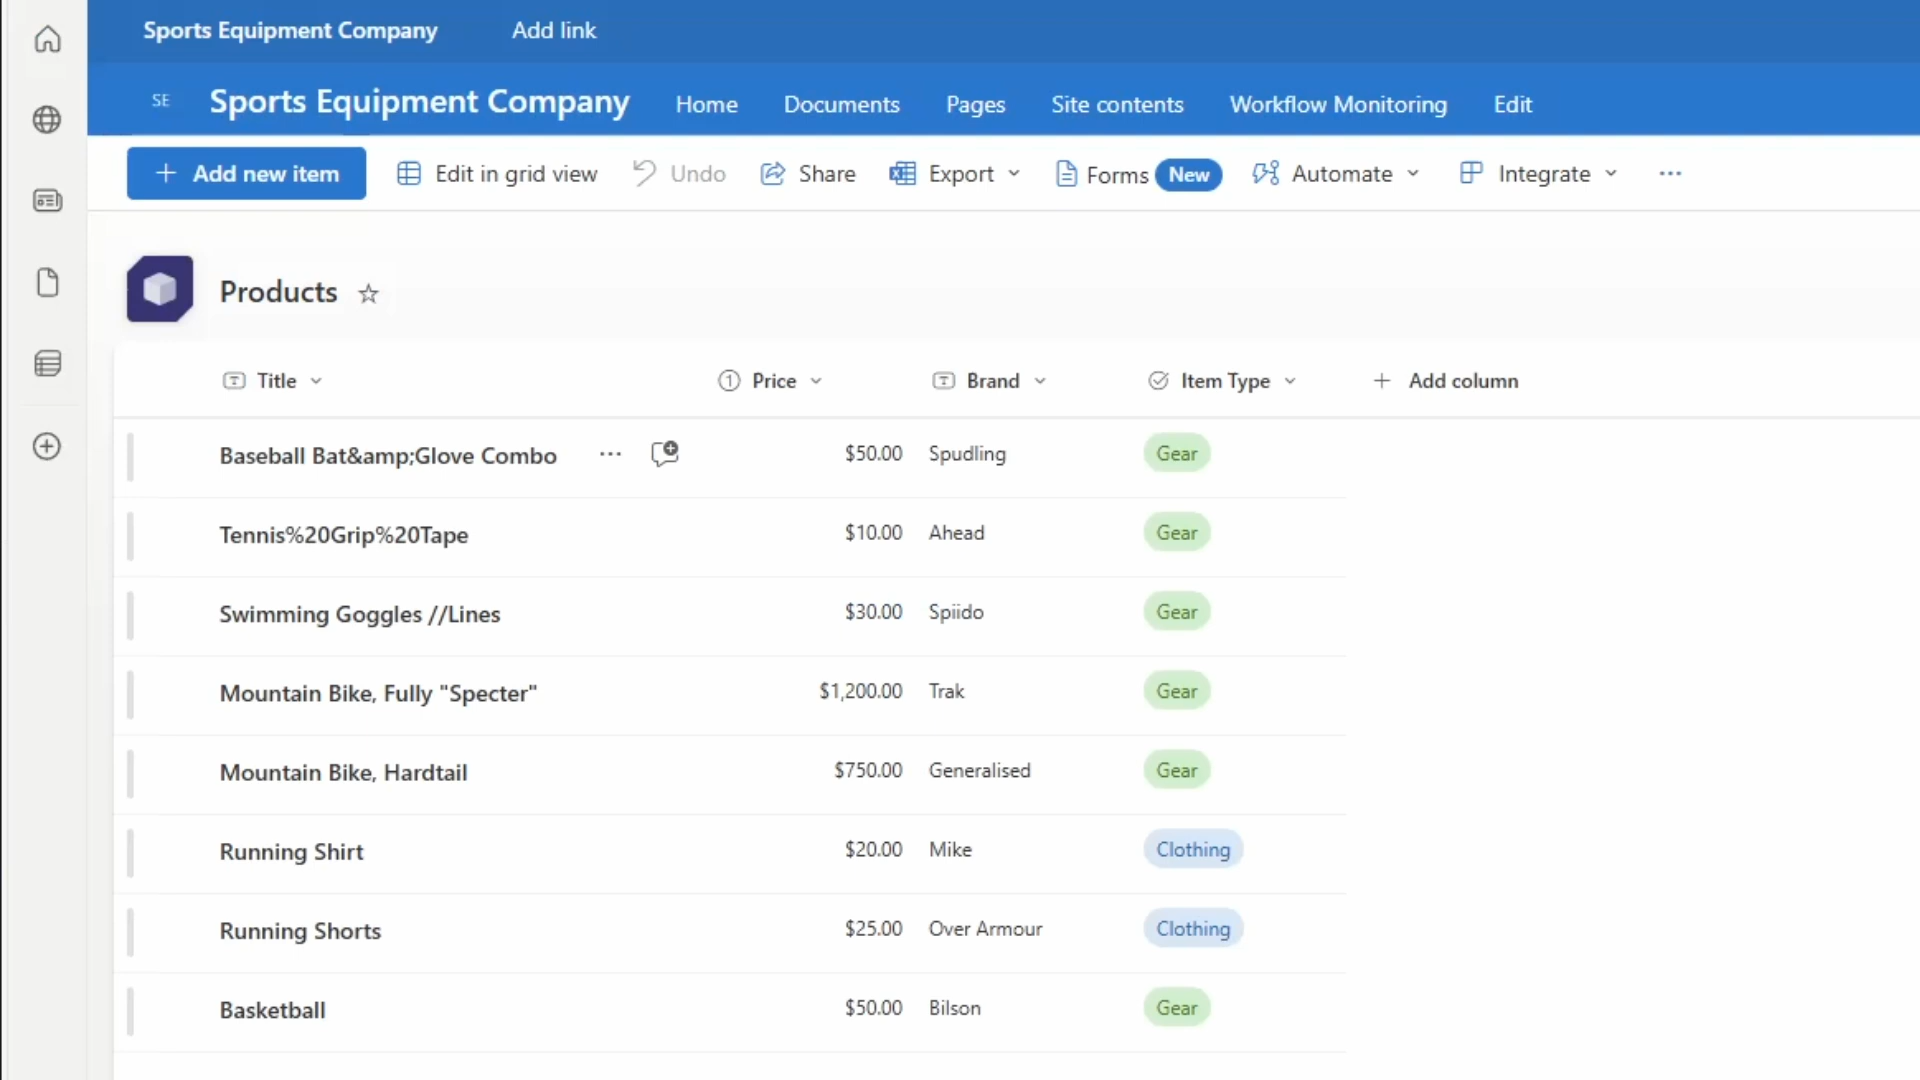 Sports Equipment Company Add link
SE Sports Equipment Company Home Documents Pages Site contents Workflow Monitoring Edit
+ Add new item Edit in grid view Undo Share Export Forms New Automate Integrate ...
Products
Title Price Brand Item Type + Add column
Baseball Bat&amp;Glove Combo ... $50.00 Spudling Gear
Tennis%20Grip%20Tape $10.00 Ahead Gear
Swimming Goggles //Lines $30.00 Spiido Gear
Mountain Bike, Fully "Specter" $1,200.00 Trak Gear
Mountain Bike, Hardtail $750.00 Generalised Gear
Running Shirt $20.00 Mike Clothing
Running Shorts $25.00 Over Armour Clothing
Basketball $50.00 Bilson Gear